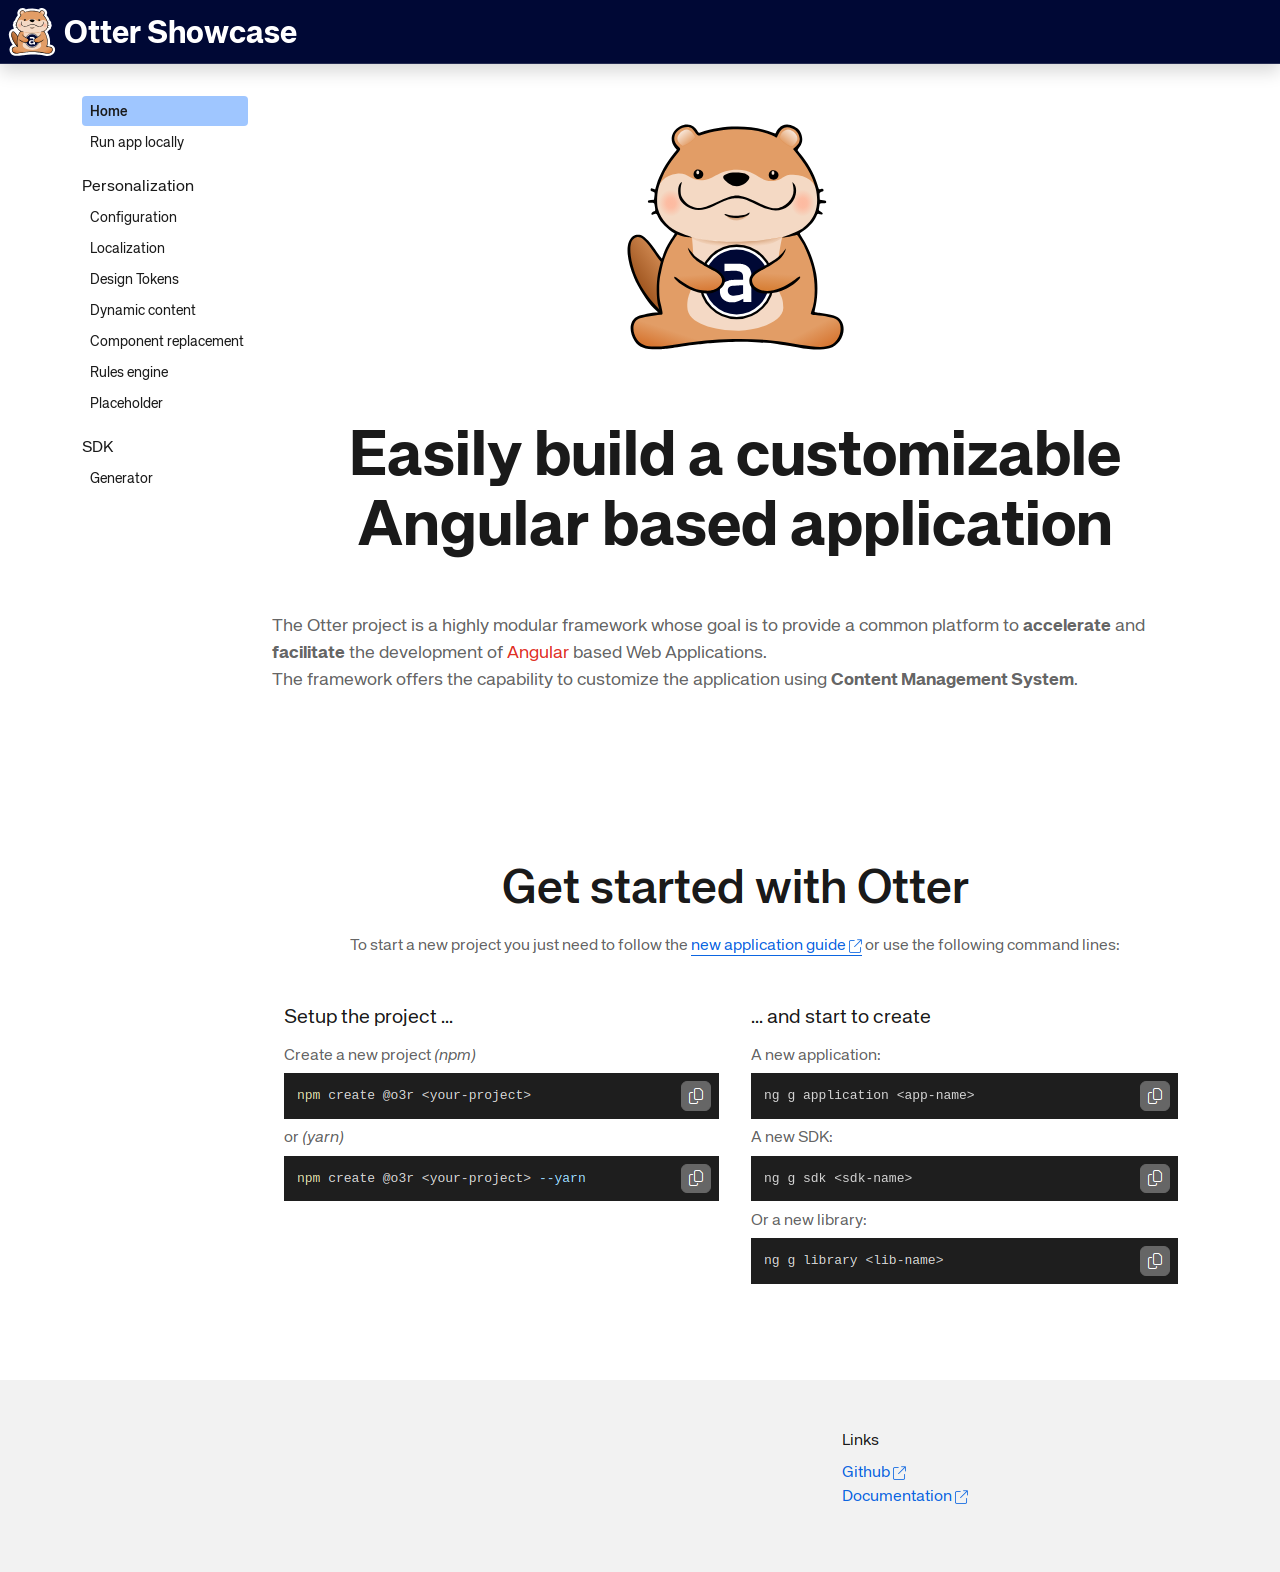 Otter Showcase
Home
Run app locally
Personalization
Configuration
Localization
Design Tokens
Dynamic content
Component replacement
Rules engine
Placeholder
SDK
Generator
a
Easily build a customizable
Angular based application
The Otter project is a highly modular framework whose goal is to provide a common platform to accelerate and
facilitate the development of Angular based Web Applications.
The framework offers the capability to customize the application using Content Management System.
Get started with Otter
To start a new project you just need to follow the new application guide or use the following command lines:
Setup the project ...
Create a new project (npm)
npm create @o3r <your-project>
or (yarn)
npm create @o3r <your-project> --yarn
... and start to create
A new application:
ng g application <app-name>
A new SDK:
ng g sdk <sdk-name>
Or a new library:
ng g library <lib-name>
Links
Github
Documentation